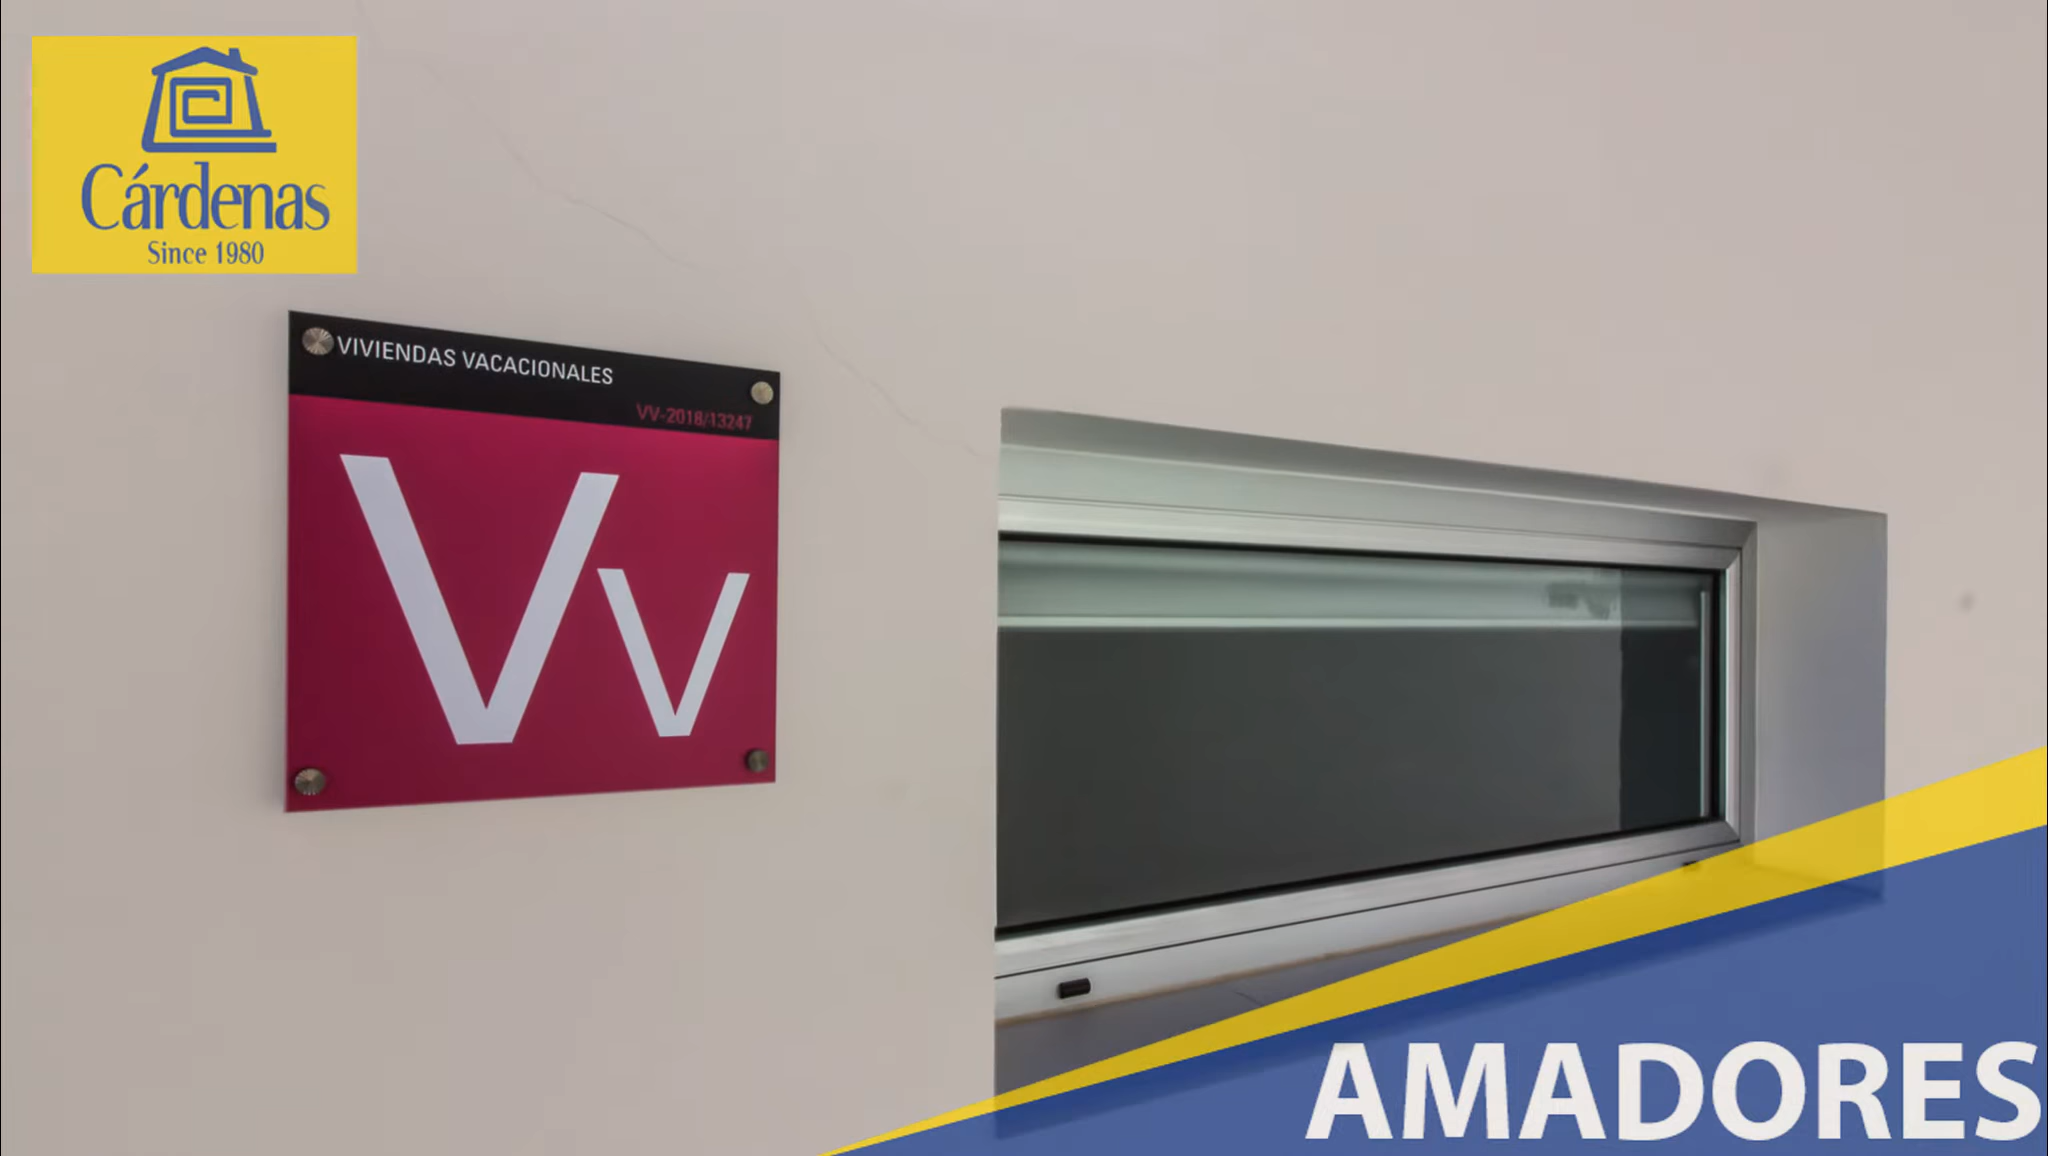 Cárdenas
Since 1980
VIVIENDAS VACACIONALES
VV-2018/13247
Vv
AMADORES